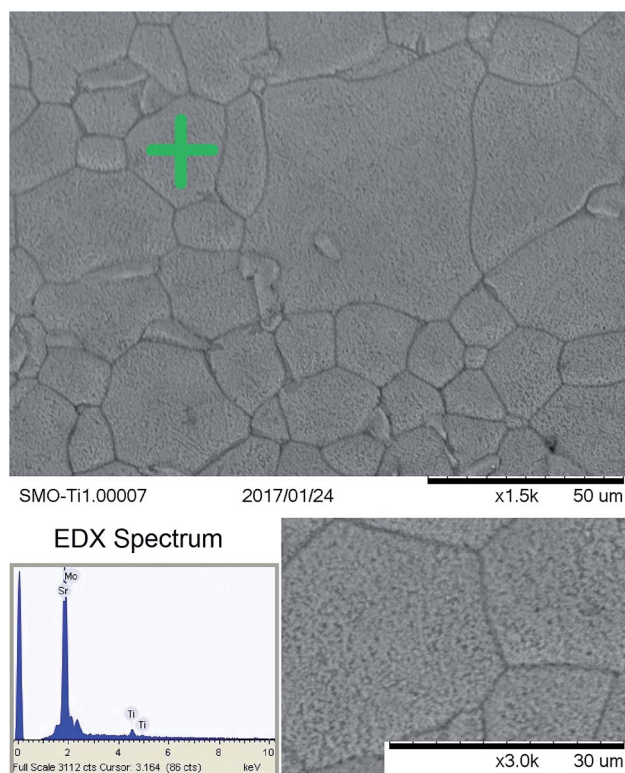 SMO-Ti1.00007 2017/01/24 x1.5k 50 um
EDX Spectrum
Mo
Sr
Ti
Ti
0 2 4 6 8 10
Full Scale 3112 cts Cursor: 3.164 (86 cts) keV
x3.0k 30 um